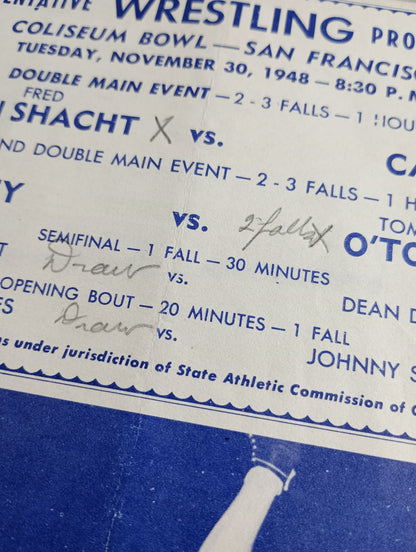 WRESTLING PRO
COLISEUM BOWL — SAN FRANCISC
TUESDAY, NOVEMBER 30, 1948 — 8:30 P.
DOUBLE MAIN EVENT — 2 - 3 FALLS — 1 HOU
FRED
SHACHT X vs. CA
ND DOUBLE MAIN EVENT — 2 - 3 FALLS — 1 H
TOM
Y vs. 2 falls X O'TO
SEMIFINAL — 1 FALL — 30 MINUTES
T Draw vs. DEAN D
OPENING BOUT — 20 MINUTES — 1 FALL
ES Draw vs. JOHNNY S
ns under jurisdiction of State Athletic Commission of C